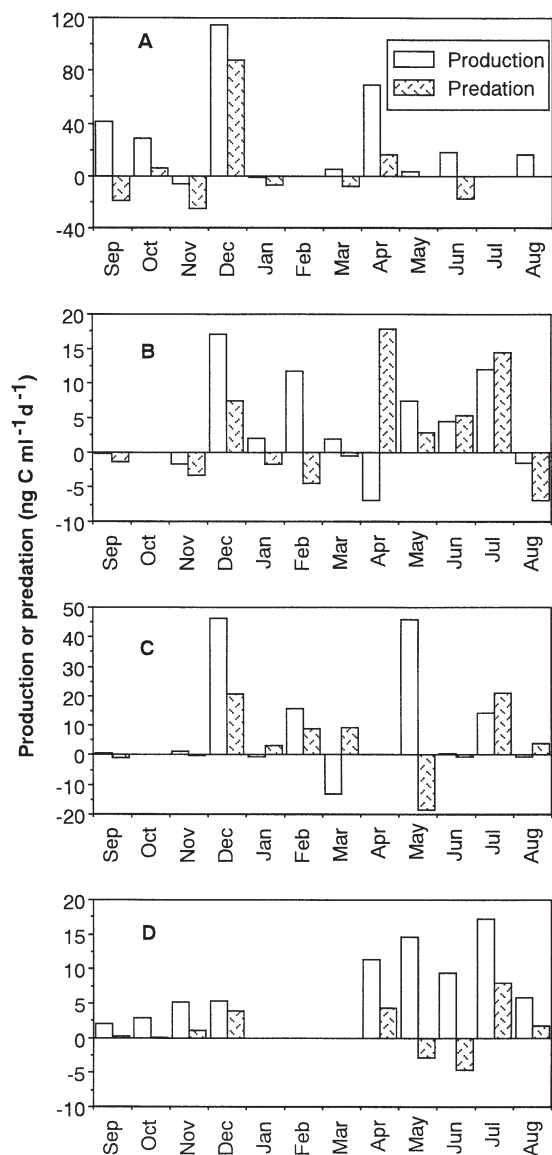 Production or predation (ng C ml⁻¹d⁻¹)
A
Production
Predation
120
80
40
0
-40
Sep Oct Nov Dec Jan Feb Mar Apr May Jun Jul Aug
B
20
15
10
5
0
-5
-10
Sep Oct Nov Dec Jan Feb Mar Apr May Jun Jul Aug
C
50
40
30
20
10
0
-10
-20
Sep Oct Nov Dec Jan Feb Mar Apr May Jun Jul Aug
D
20
15
10
5
0
-5
-10
Sep Oct Nov Dec Jan Feb Mar Apr May Jun Jul Aug